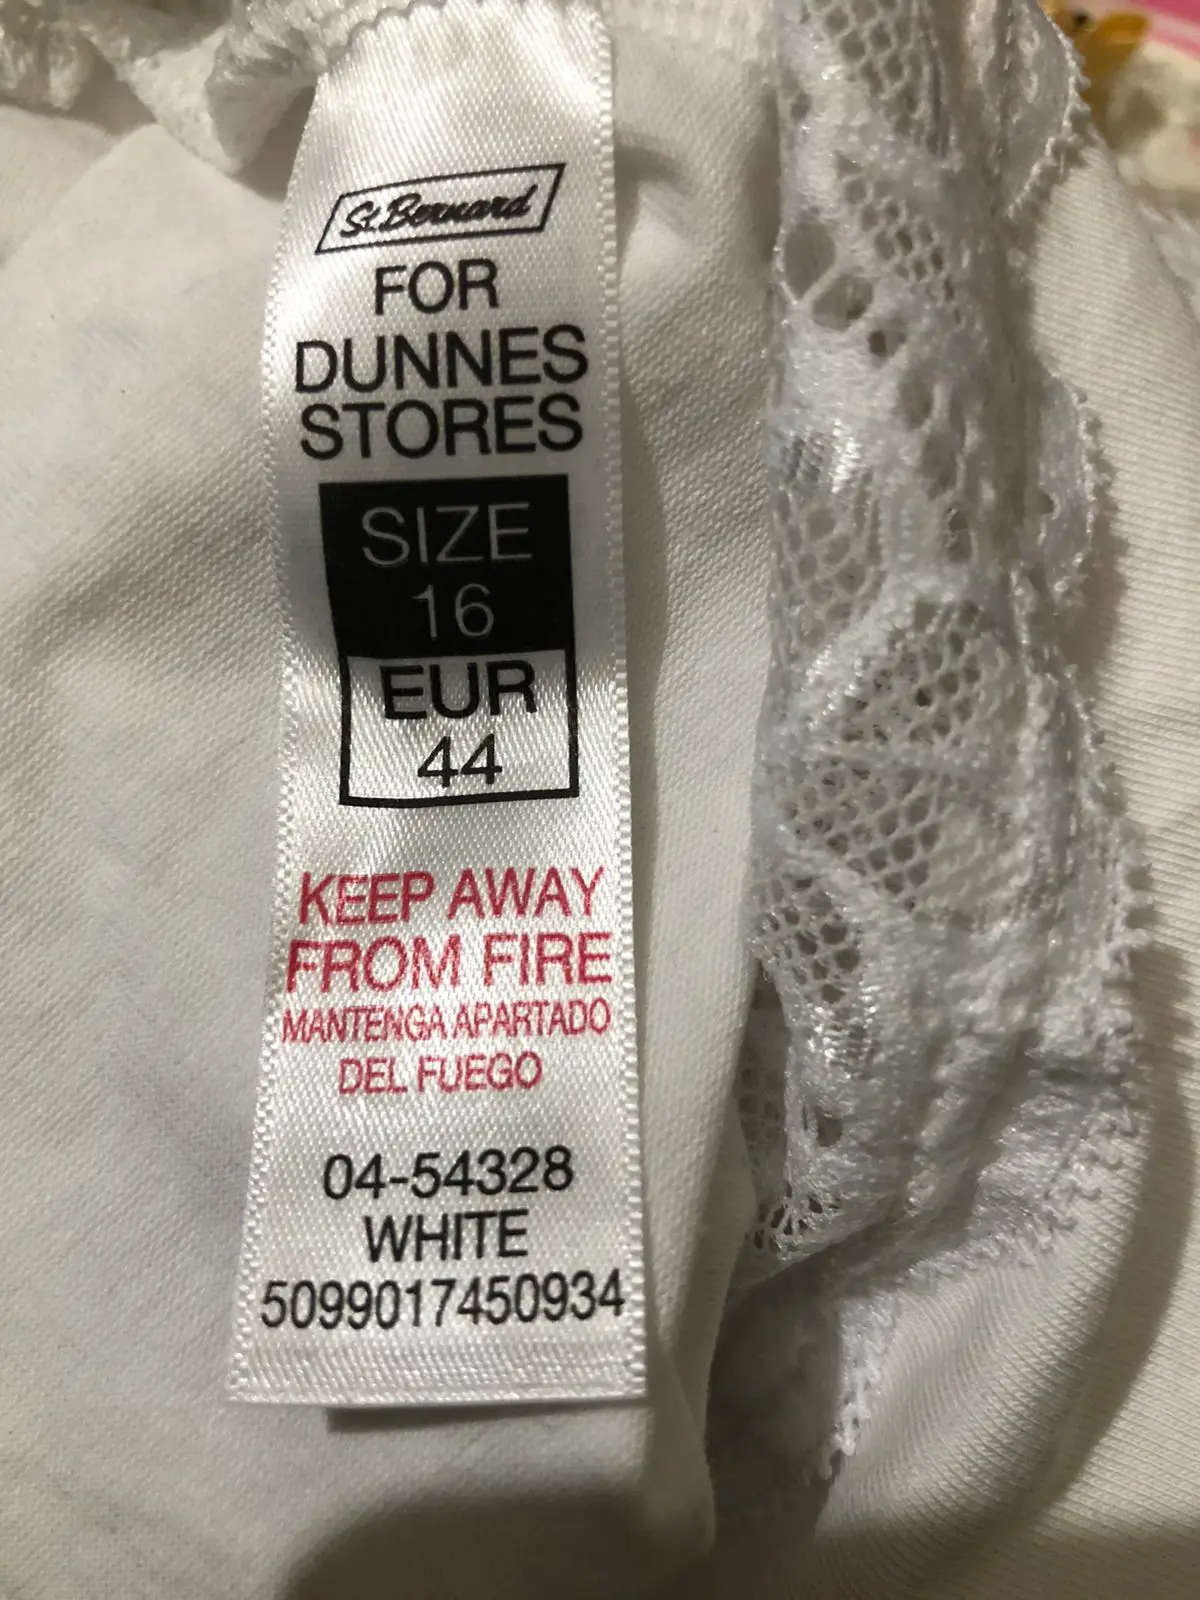 St.Bernard
FOR
DUNNES
STORES
SIZE
16
EUR
44
KEEP AWAY
FROM FIRE
MANTENGA APARTADO
DEL FUEGO
04-54328
WHITE
5099017450934